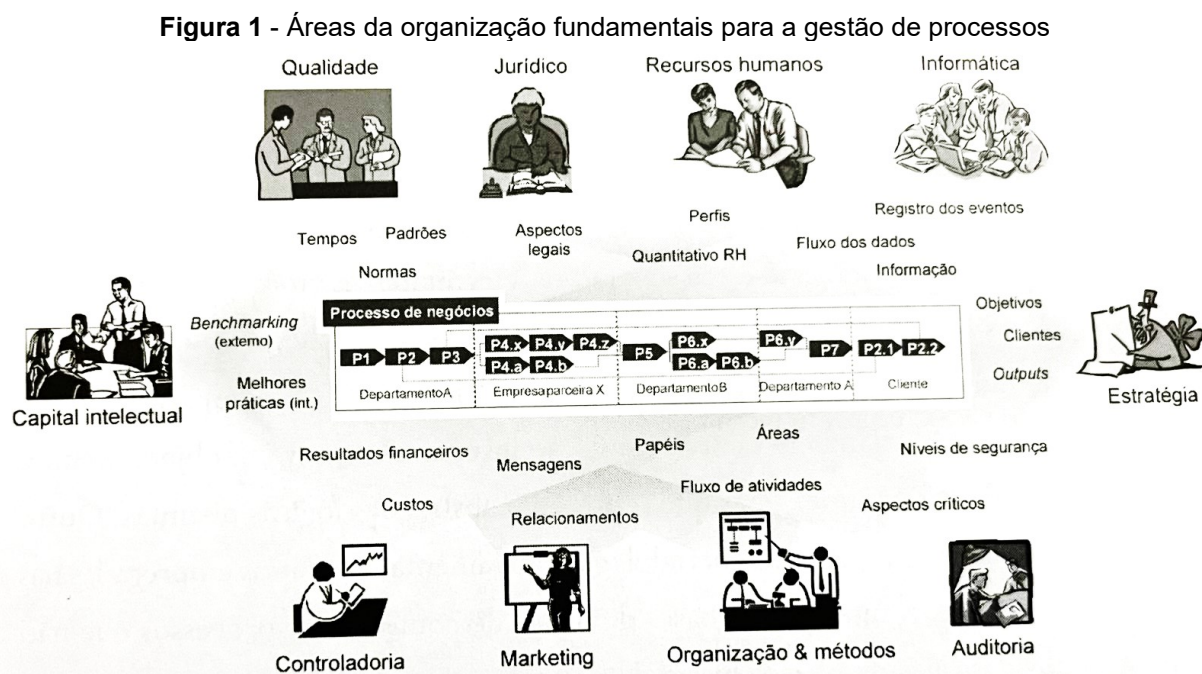 Figura 1 - Áreas da organização fundamentais para a gestão de processos
Qualidade
Jurídico
Recursos humanos
Informática
Tempos
Padrões
Normas
Aspectos
legais
Perfis
Quantitativo RH
Registro dos eventos
Fluxo dos dados
Informação
Capital intelectual
Benchmarking
(externo)
Melhores
práticas (int.)
Processo de negócios
P1 P2 P3
P4.x P4.y P4.z
P4.a P4.b
P5
P6.x
P6.a P6.b
P6.y
P7
P2.1 P2.2
DepartamentoA
Empresaparceira X
DepartamentoB
Departamento A
Cliente
Objetivos
Clientes
Outputs
Estratégia
Resultados financeiros
Custos
Mensagens
Relacionamentos
Papéis
Áreas
Fluxo de atividades
Níveis de segurança
Aspectos críticos
Controladoria
Marketing
Organização & métodos
Auditoria